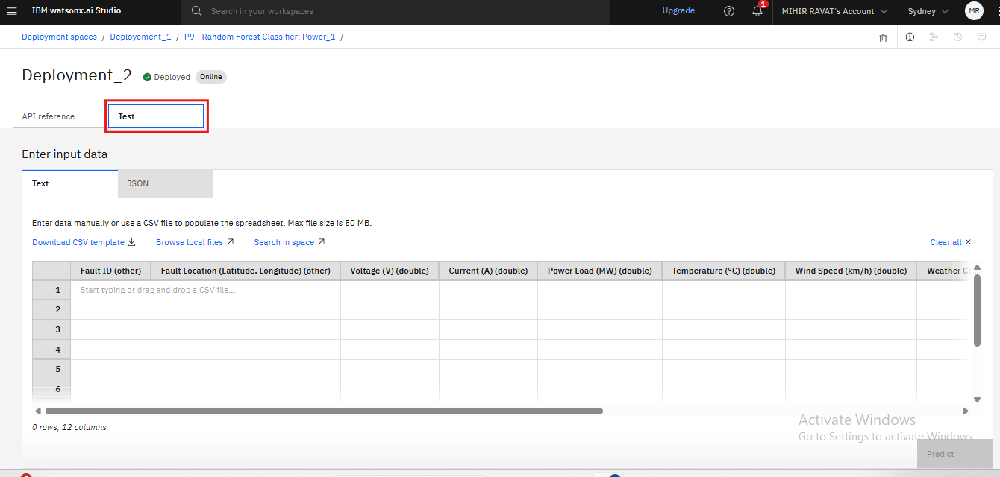 IBM watsonx.ai Studio Search in your workspaces Upgrade 1 MIHIR RAVAT's Account Sydney MR
Deployment spaces / Deployement_1 / P9 - Random Forest Classifier: Power_1 /
Deployment_2 Deployed Online
API reference Test
Enter input data
Text JSON
Enter data manually or use a CSV file to populate the spreadsheet. Max file size is 50 MB.
Download CSV template Browse local files Search in space Clear all
Fault ID (other) Fault Location (Latitude, Longitude) (other) Voltage (V) (double) Current (A) (double) Power Load (MW) (double) Temperature (°C) (double) Wind Speed (km/h) (double) Weather
1 Start typing or drag and drop a CSV file...
2
3
4
5
6
0 rows, 12 columns
Activate Windows
Go to Settings to activate Windows.
Predict